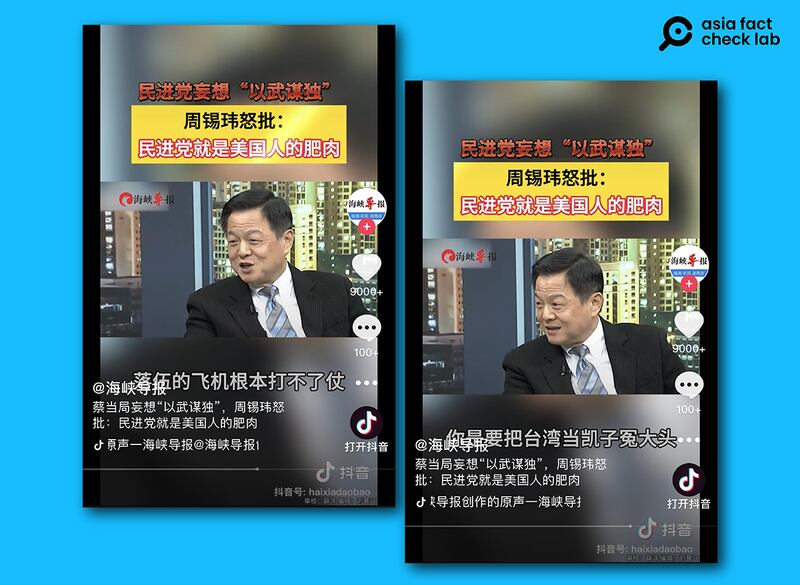 asia fact
check lab
民进党妄想“以武谋独”
周锡玮怒批：
民进党就是美国人的肥肉
海峡导报
海峡导报
9000+
100+
落伍的飞机根本打不了仗
@海峡导报
蔡当局妄想“以武谋独”，周锡玮怒
批：民进党就是美国人的肥肉
原声一海峡导报@海峡导报
打开抖音
抖音
抖音号: haixiadaobao
民进党妄想“以武谋独”
周锡玮怒批：
民进党就是美国人的肥肉
海峡导报
海峡导报
9000+
100+
你是要把台湾当凯子冤大头
@海峡导报
蔡当局妄想“以武谋独”，周锡玮怒
批：民进党就是美国人的肥肉
导报创作的原声一海峡导
打开抖音
抖音
抖音号: haixiadaobao